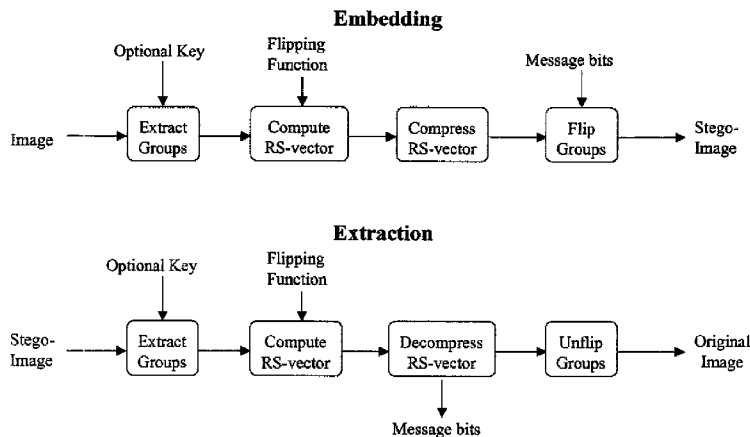 Embedding
Optional Key
Flipping
Function
Message bits
Image
Extract
Groups
Compute
RS-vector
Compress
RS-vector
Flip
Groups
Stego-
Image
Extraction
Optional Key
Flipping
Function
Stego-
Image
Extract
Groups
Compute
RS-vector
Decompress
RS-vector
Unflip
Groups
Original
Image
Message bits